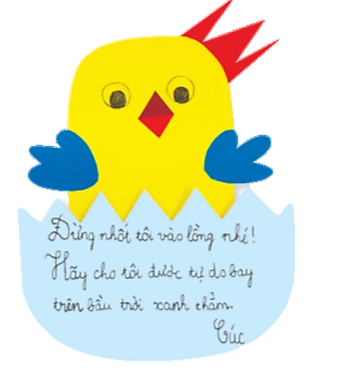 Đừng nhốt tôi vào lồng nhé!
Hãy cho tôi được tự do bay
trên bầu trời xanh thẳm.
Cúc